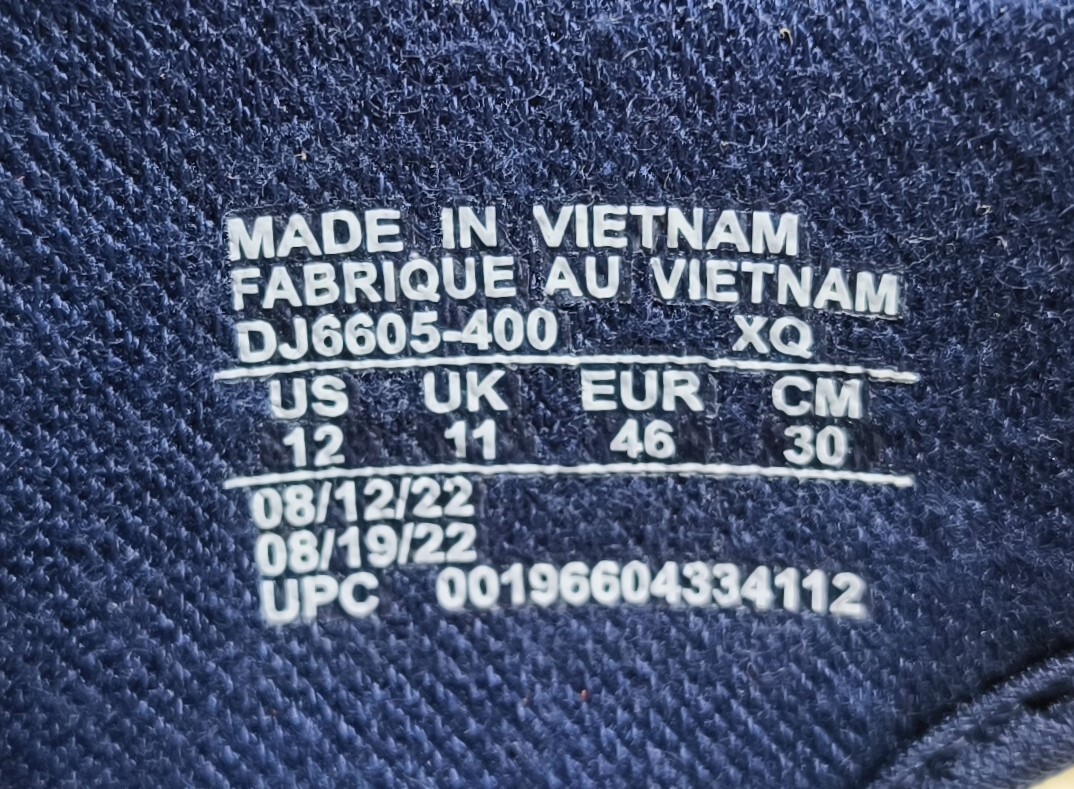 MADE IN VIETNAM
FABRIQUE AU VIETNAM
DJ6605-400 XQ
US UK EUR CM
12 11 46 30
08/12/22
08/19/22
UPC 00196604334112